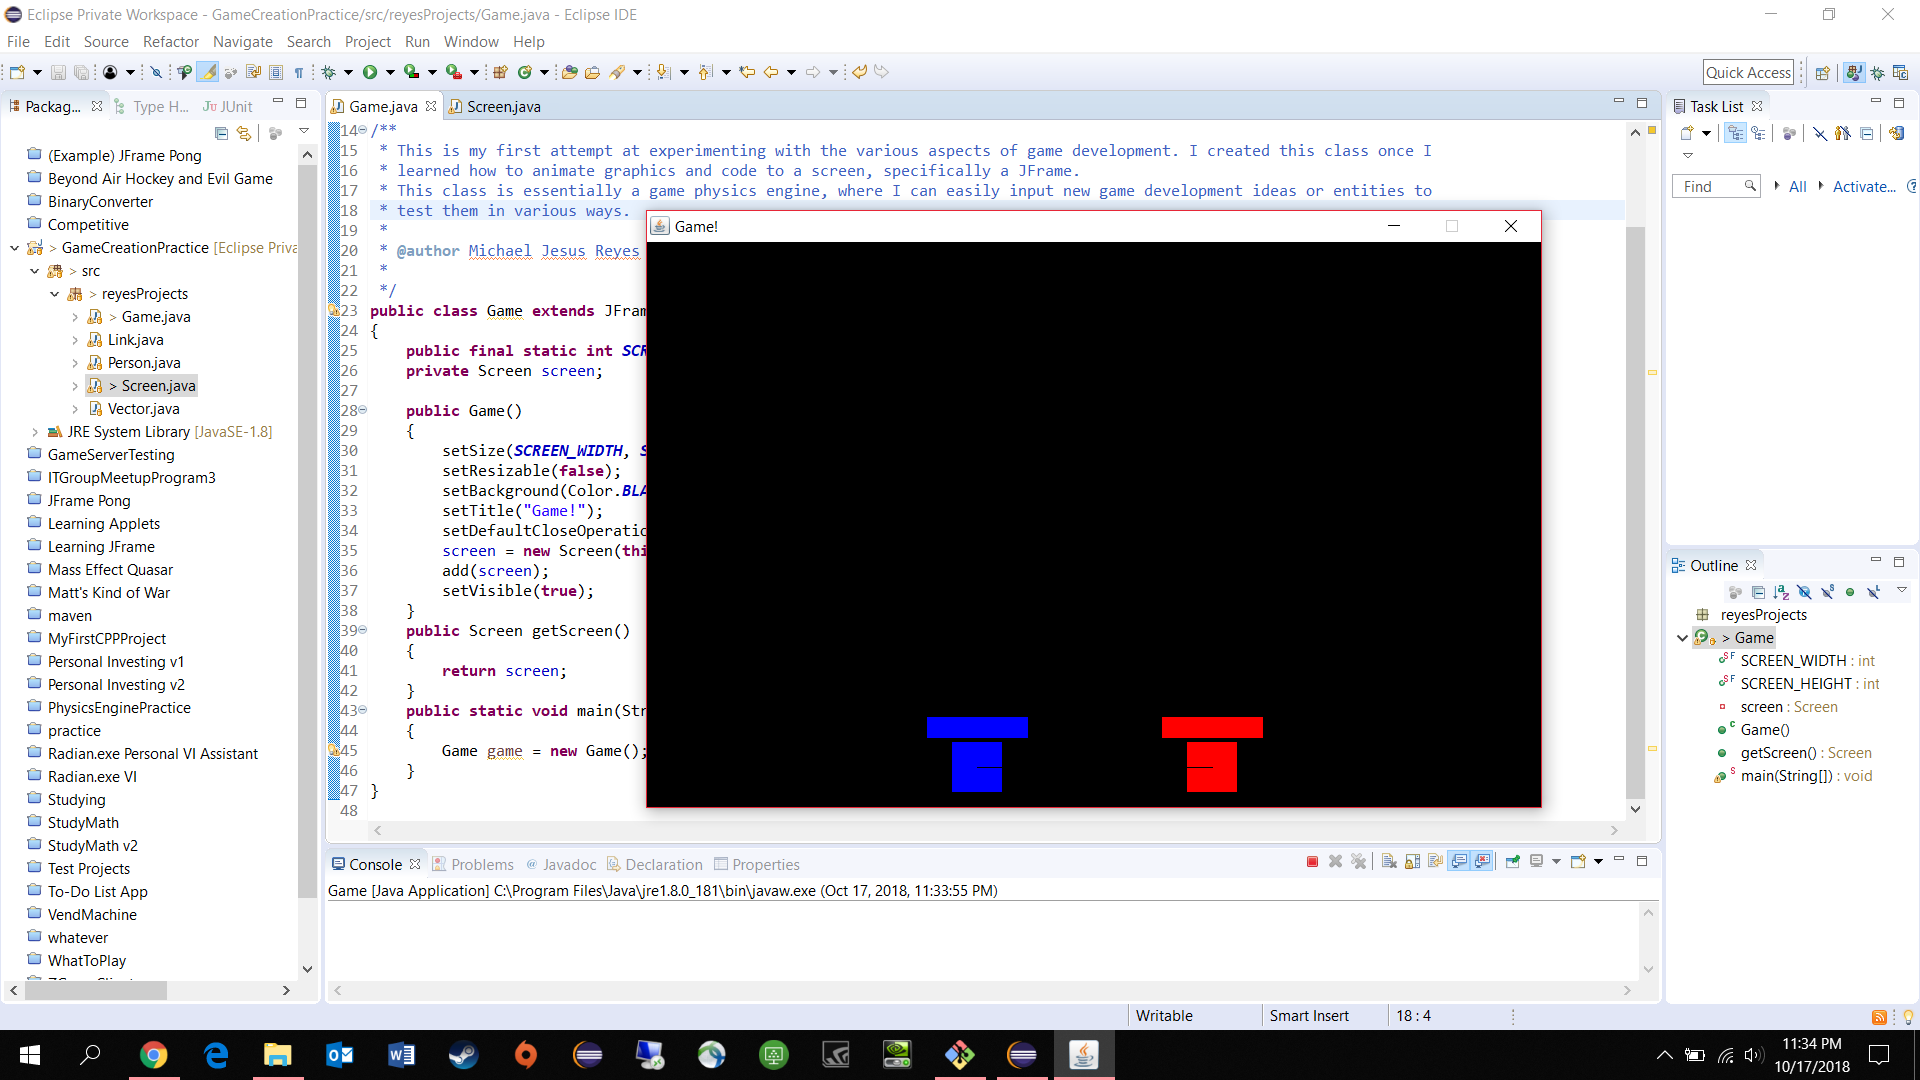 Eclipse Private Workspace - GameCreationPractice/src/reyesProjects/Game.java - Eclipse IDE
File Edit Source Refactor Navigate Search Project Run Window Help
Quick Access
Packag... Type H... JUnit
(Example) JFrame Pong
Beyond Air Hockey and Evil Game
BinaryConverter
Competitive
> GameCreationPractice [Eclipse Priva
> src
> reyesProjects
> Game.java
Link.java
Person.java
> Screen.java
Vector.java
JRE System Library [JavaSE-1.8]
GameServerTesting
ITGroupMeetupProgram3
JFrame Pong
Learning Applets
Learning JFrame
Mass Effect Quasar
Matt's Kind of War
maven
MyFirstCPPProject
Personal Investing v1
Personal Investing v2
PhysicsEnginePractice
practice
Radian.exe Personal VI Assistant
Radian.exe VI
Studying
StudyMath
StudyMath v2
Test Projects
To-Do List App
VendMachine
whatever
WhatToPlay
Game.java Screen.java
14 /**
15 * This is my first attempt at experimenting with the various aspects of game development. I created this class once I
16 * learned how to animate graphics and code to a screen, specifically a JFrame.
17 * This class is essentially a game physics engine, where I can easily input new game development ideas or entities to
18 * test them in various ways.
19 *
20 * @author Michael Jesus Reyes
21 *
22 */
23 public class Game extends JFram
24 {
25 public final static int SCR
26 private Screen screen;
27
28 public Game()
29 {
30 setSize(SCREEN_WIDTH, S
31 setResizable(false);
32 setBackground(Color.BLA
33 setTitle("Game!");
34 setDefaultCloseOperatio
35 screen = new Screen(thi
36 add(screen);
37 setVisible(true);
38 }
39 public Screen getScreen()
40 {
41 return screen;
42 }
43 public static void main(Str
44 {
45 Game game = new Game();
46 }
47 }
48
Game!
Console Problems Javadoc Declaration Properties
Game [Java Application] C:\Program Files\Java\jre1.8.0_181\bin\javaw.exe (Oct 17, 2018, 11:33:55 PM)
Task List
Find All Activate...
Outline
reyesProjects
> Game
SCREEN_WIDTH : int
SCREEN_HEIGHT : int
screen : Screen
Game()
getScreen() : Screen
main(String[]) : void
Writable Smart Insert 18 : 4
11:34 PM
10/17/2018